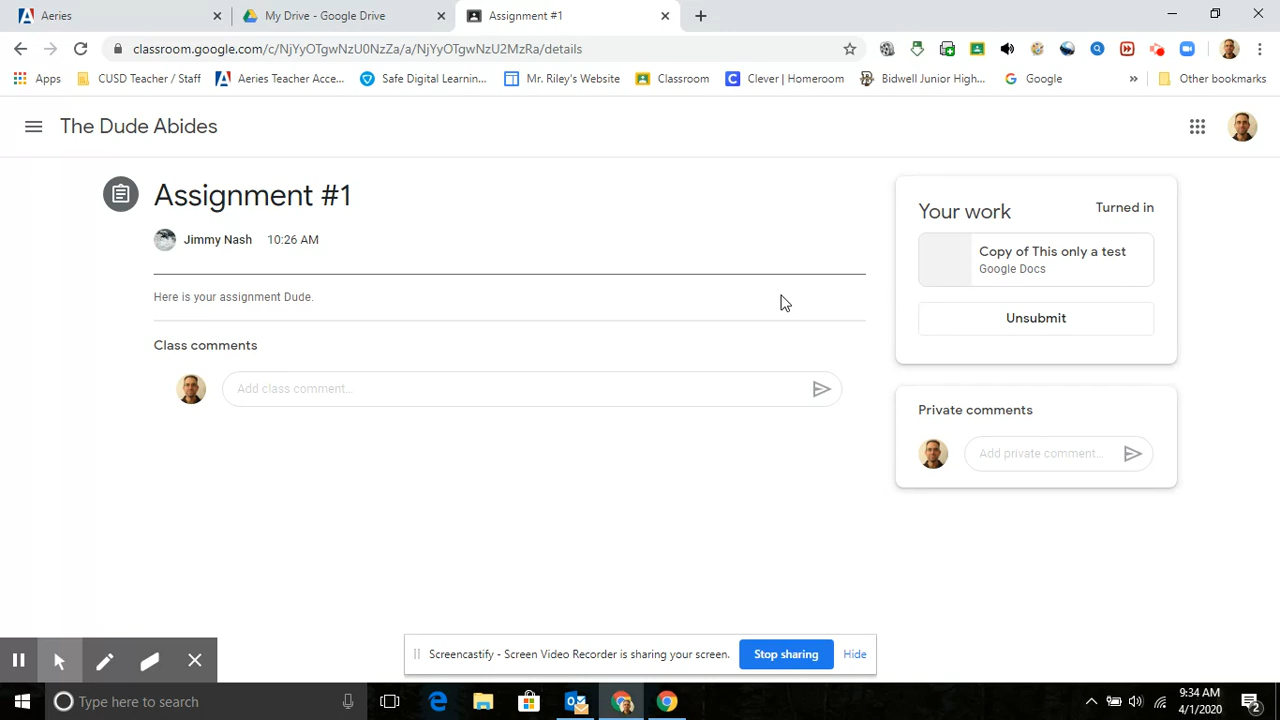 Aeries
My Drive - Google Drive
Assignment #1
classroom.google.com/c/NjYyOTgwNzU0NzZa/a/NjYyOTgwNzU2MzRa/details
Apps
CUSD Teacher / Staff
Aeries Teacher Acce...
Safe Digital Learnin...
Mr. Riley's Website
Classroom
Clever | Homeroom
Bidwell Junior High...
Google
»
Other bookmarks
The Dude Abides
Assignment #1
Jimmy Nash 10:26 AM
Here is your assignment Dude.
Class comments
Add class comment...
Your work
Turned in
Copy of This only a test
Google Docs
Unsubmit
Private comments
Add private comment...
Screencastify - Screen Video Recorder is sharing your screen.
Stop sharing
Hide
Type here to search
9:34 AM
4/1/2020
2